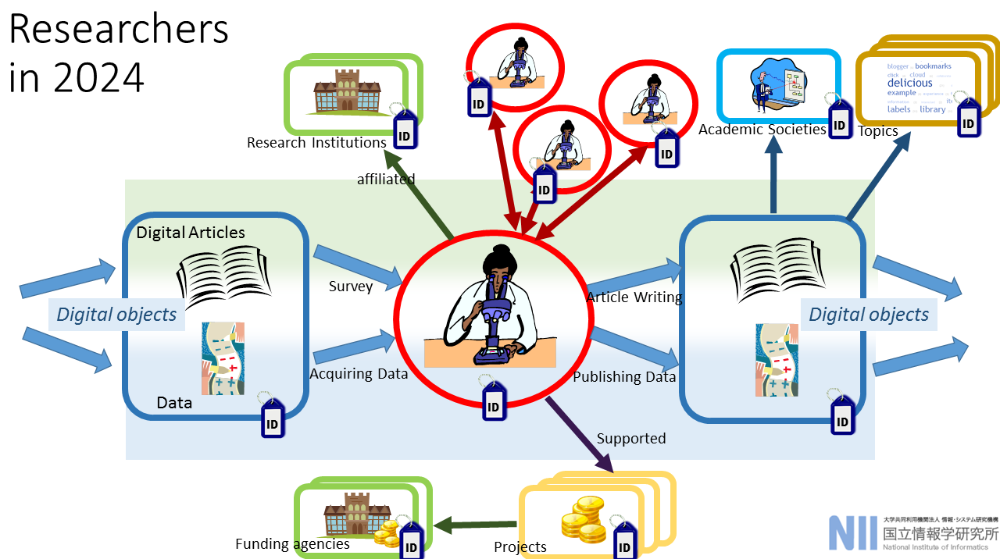 Researchers
in 2024
blogger
bookmarks
click
cloud
delicious
example
experience
information
labels
library
ID
ID
ID
ID
ID
ID
Research Institutions
Academic Societies
Topics
affiliated
Digital Articles
Survey
Article Writing
Digital objects
Digital objects
Acquiring Data
Publishing Data
Data
ID
ID
ID
Supported
Funding agencies
ID
Projects
ID
NII
大学共同利用機関法人 情報・システム研究機構
国立情報学研究所
National Institute of Informatics